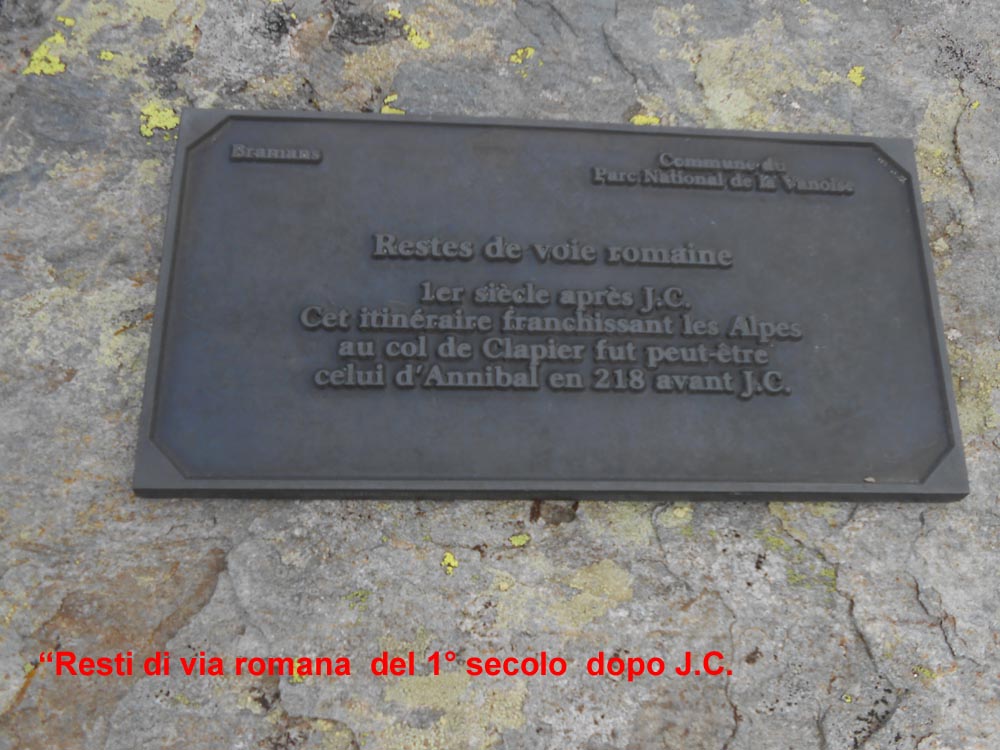 Bramans
Commune du
Parc National de la Vanoise
Restes de voie romaine
1er siècle après J.C.
Cet itinéraire franchissant les Alpes
au col de Clapier fut peut-être
celui d'Annibal en 218 avant J.C.
“Resti di via romana del 1° secolo dopo J.C.